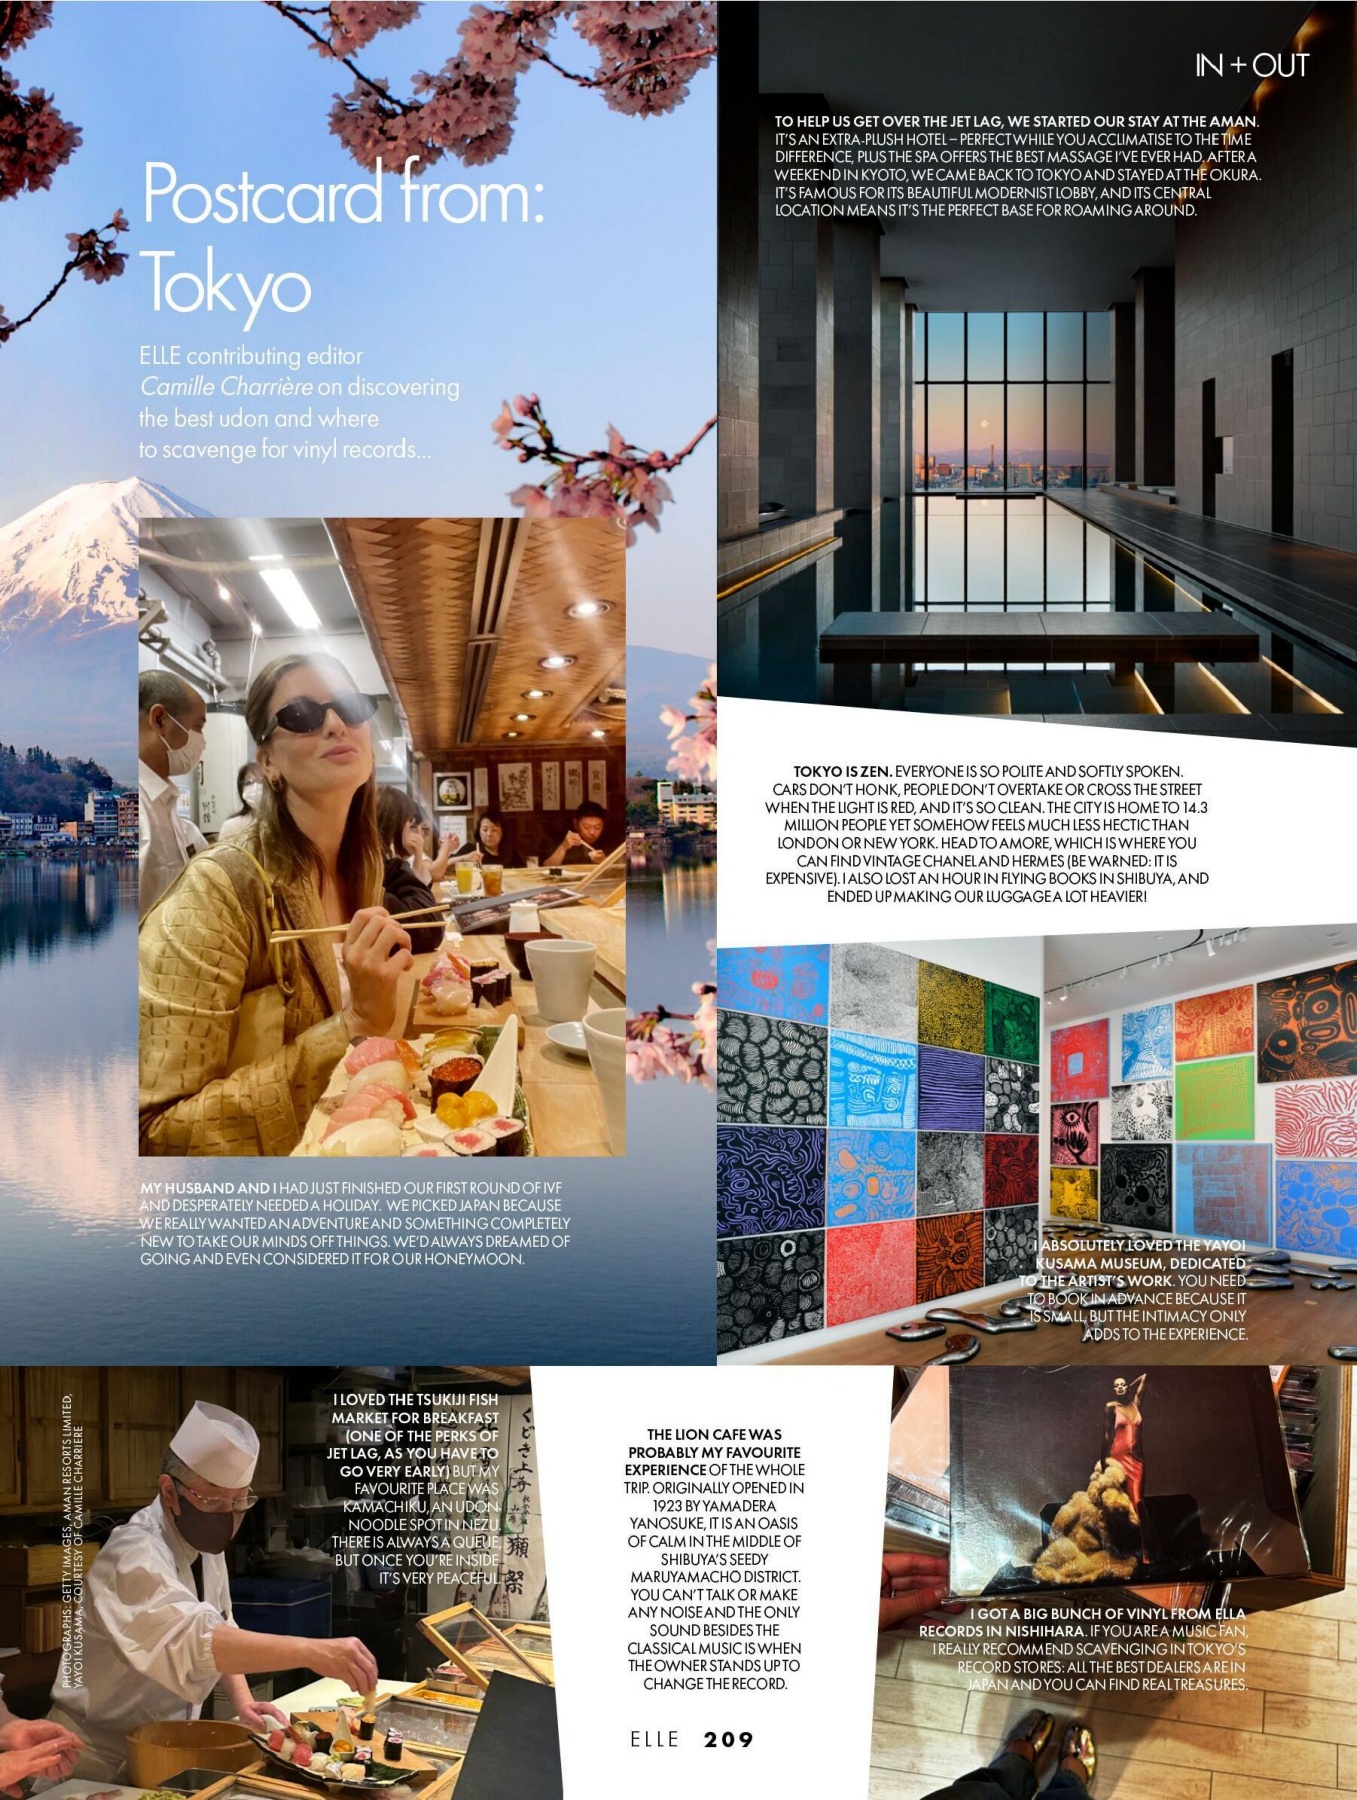 IN + OUT
Postcard from:
Tokyo
ELLE contributing editor
Camille Charrière on discovering
the best udon and where
to scavenge for vinyl records...
MY HUSBAND AND I HAD JUST FINISHED OUR FIRST ROUND OF IVF
AND DESPERATELY NEEDED A HOLIDAY. WE PICKED JAPAN BECAUSE
WE REALLY WANTED AN ADVENTURE AND SOMETHING COMPLETELY
NEW TO TAKE OUR MINDS OFF THINGS. WE'D ALWAYS DREAMED OF
GOING AND EVEN CONSIDERED IT FOR OUR HONEYMOON.
TO HELP US GET OVER THE JET LAG, WE STARTED OUR STAY AT THE AMAN.
IT'S AN EXTRA-PLUSH HOTEL – PERFECT WHILE YOU ACCLIMATISE TO THE TIME
DIFFERENCE, PLUS THE SPA OFFERS THE BEST MASSAGE I'VE EVER HAD. AFTER A
WEEKEND IN KYOTO, WE CAME BACK TO TOKYO AND STAYED AT THE OKURA.
IT'S FAMOUS FOR ITS BEAUTIFUL MODERNIST LOBBY, AND ITS CENTRAL
LOCATION MEANS IT'S THE PERFECT BASE FOR ROAMING AROUND.
TOKYO IS ZEN. EVERYONE IS SO POLITE AND SOFTLY SPOKEN.
CARS DON'T HONK, PEOPLE DON'T OVERTAKE OR CROSS THE STREET
WHEN THE LIGHT IS RED, AND IT'S SO CLEAN. THE CITY IS HOME TO 14.3
MILLION PEOPLE YET SOMEHOW FEELS MUCH LESS HECTIC THAN
LONDON OR NEW YORK. HEAD TO AMORE, WHICH IS WHERE YOU
CAN FIND VINTAGE CHANEL AND HERMES (BE WARNED: IT IS
EXPENSIVE). I ALSO LOST AN HOUR IN FLYING BOOKS IN SHIBUYA, AND
ENDED UP MAKING OUR LUGGAGE A LOT HEAVIER!
I ABSOLUTELY LOVED THE YAYOI
KUSAMA MUSEUM, DEDICATED
TO THE ARTIST'S WORK. YOU NEED
TO BOOK IN ADVANCE BECAUSE IT
IS SMALL, BUT THE INTIMACY ONLY
ADDS TO THE EXPERIENCE.
PHOTOGRAPHS: GETTY IMAGES, AMAN RESORTS LIMITED,
YAYOI KUSAMA, COURTESY OF CAMILLE CHARRIERE
I LOVED THE TSUKIJI FISH
MARKET FOR BREAKFAST
(ONE OF THE PERKS OF
JET LAG, AS YOU HAVE TO
GO VERY EARLY) BUT MY
FAVOURITE PLACE WAS
KAMACHIKU, AN UDON-
NOODLE SPOT IN NEZU.
THERE IS ALWAYS A QUEUE,
BUT ONCE YOU'RE INSIDE
IT'S VERY PEACEFUL.
THE LION CAFE WAS
PROBABLY MY FAVOURITE
EXPERIENCE OF THE WHOLE
TRIP. ORIGINALLY OPENED IN
1923 BY YAMADERA
YANOSUKE, IT IS AN OASIS
OF CALM IN THE MIDDLE OF
SHIBUYA'S SEEDY
MARUYAMACHO DISTRICT.
YOU CAN'T TALK OR MAKE
ANY NOISE AND THE ONLY
SOUND BESIDES THE
CLASSICAL MUSIC IS WHEN
THE OWNER STANDS UP TO
CHANGE THE RECORD.
I GOT A BIG BUNCH OF VINYL FROM ELLA
RECORDS IN NISHIHARA. IF YOU ARE A MUSIC FAN,
I REALLY RECOMMEND SCAVENGING IN TOKYO'S
RECORD STORES: ALL THE BEST DEALERS ARE IN
JAPAN AND YOU CAN FIND REAL TREASURES.
ELLE 209